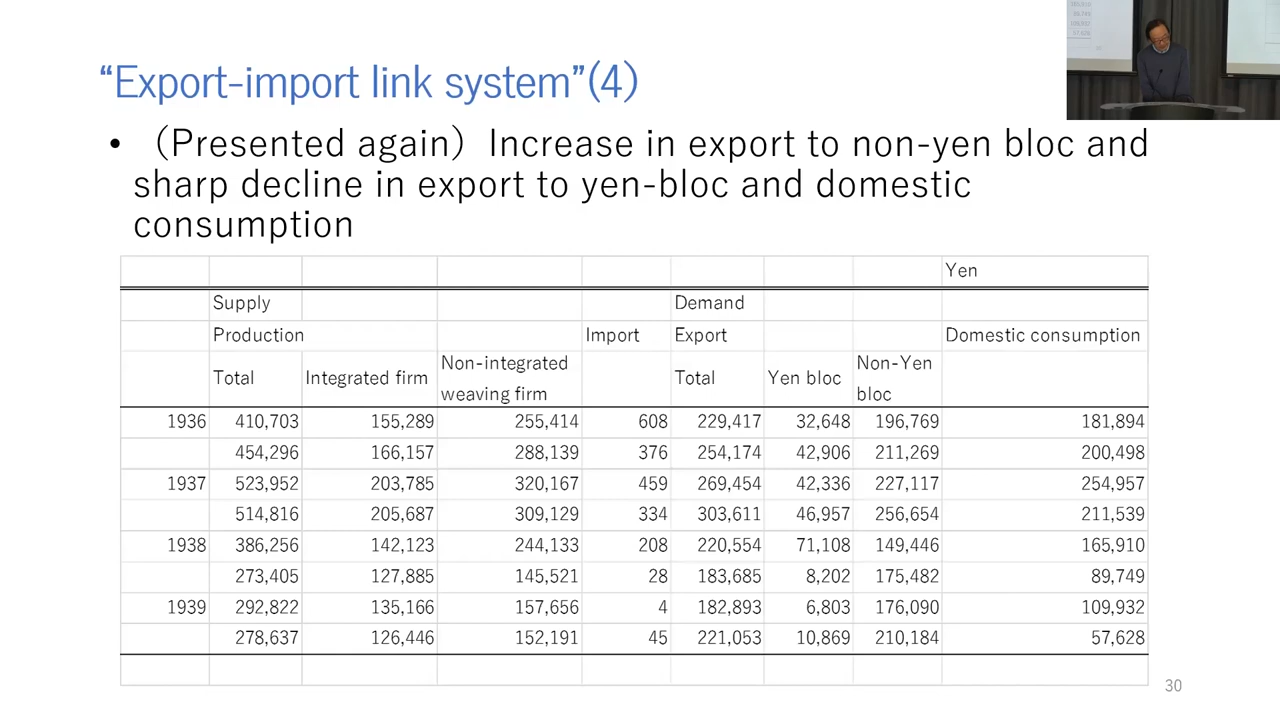 “Export-import link system”(4)
• （Presented again）Increase in export to non-yen bloc and
sharp decline in export to yen-bloc and domestic
consumption
Yen
Supply Demand
Production Import Export Domestic consumption
Total Integrated firm Non-integrated weaving firm Total Yen bloc Non-Yen bloc
1936 410,703 155,289 255,414 608 229,417 32,648 196,769 181,894
454,296 166,157 288,139 376 254,174 42,906 211,269 200,498
1937 523,952 203,785 320,167 459 269,454 42,336 227,117 254,957
514,816 205,687 309,129 334 303,611 46,957 256,654 211,539
1938 386,256 142,123 244,133 208 220,554 71,108 149,446 165,910
273,405 127,885 145,521 28 183,685 8,202 175,482 89,749
1939 292,822 135,166 157,656 4 182,893 6,803 176,090 109,932
278,637 126,446 152,191 45 221,053 10,869 210,184 57,628
30